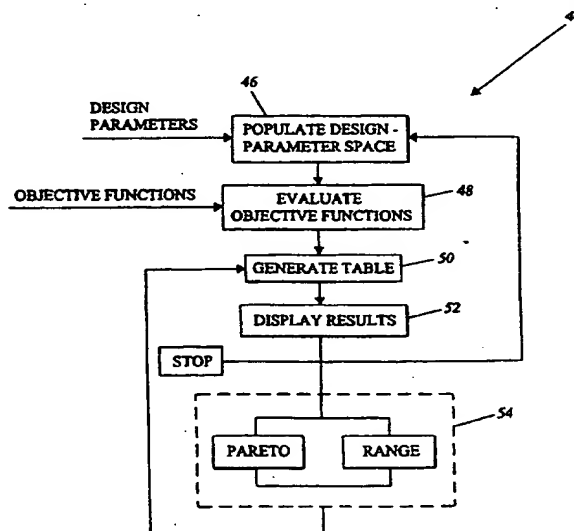 4
46
DESIGN
PARAMETERS
POPULATE DESIGN -
PARAMETER SPACE
OBJECTIVE FUNCTIONS
EVALUATE
OBJECTIVE FUNCTIONS
48
GENERATE TABLE
50
DISPLAY RESULTS
52
STOP
54
PARETO
RANGE